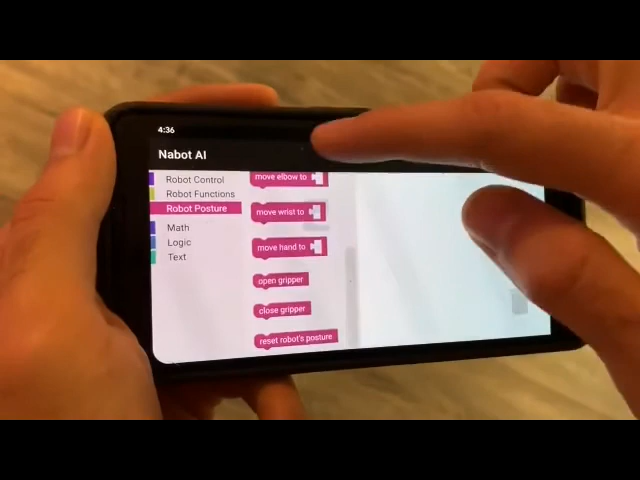 4:36
Nabot AI
Robot Control
Robot Functions
Robot Posture
Math
Logic
Text
move elbow to
move wrist to
move hand to
open gripper
close gripper
reset robot's posture